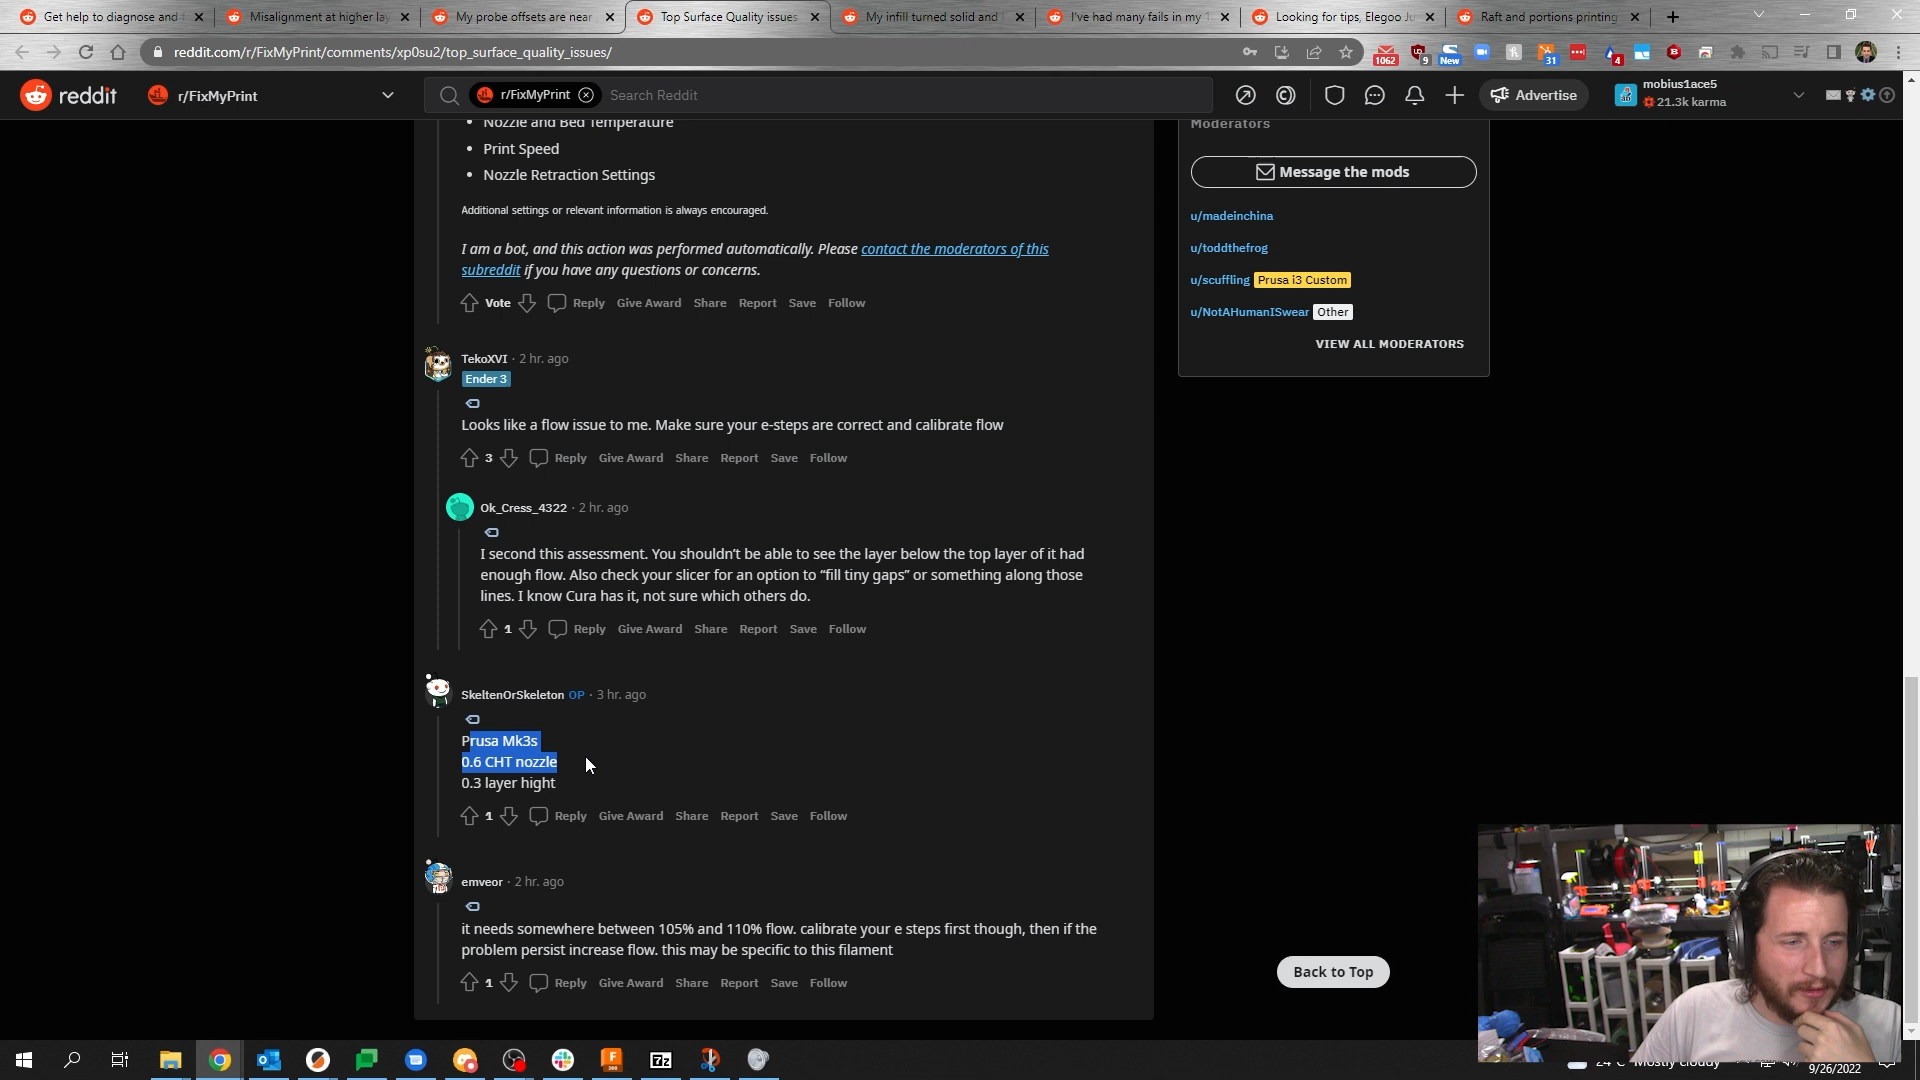 Get help to diagnose and f
Misalignment at higher lay
My probe offsets are near
Top Surface Quality issues
My infill turned solid and
I've had many fails in my 1
Looking for tips, Elegoo Ju
Raft and portions printing
reddit.com/r/FixMyPrint/comments/xp0su2/top_surface_quality_issues/
1062
9
New
31
4
reddit
r/FixMyPrint
r/FixMyPrint
Search Reddit
Advertise
mobius1ace5
21.3k karma
• Nozzle and Bed Temperature
• Print Speed
• Nozzle Retraction Settings
Additional settings or relevant information is always encouraged.
I am a bot, and this action was performed automatically. Please contact the moderators of this
subreddit if you have any questions or concerns.
Vote Reply Give Award Share Report Save Follow
TekoXVI · 2 hr. ago
Ender 3
Looks like a flow issue to me. Make sure your e-steps are correct and calibrate flow
3 Reply Give Award Share Report Save Follow
Ok_Cress_4322 · 2 hr. ago
I second this assessment. You shouldn't be able to see the layer below the top layer of it had
enough flow. Also check your slicer for an option to “fill tiny gaps” or something along those
lines. I know Cura has it, not sure which others do.
1 Reply Give Award Share Report Save Follow
SkeltenOrSkeleton OP · 3 hr. ago
Prusa Mk3s
0.6 CHT nozzle
0.3 layer hight
1 Reply Give Award Share Report Save Follow
emveor · 2 hr. ago
it needs somewhere between 105% and 110% flow. calibrate your e steps first though, then if the
problem persist increase flow. this may be specific to this filament
1 Reply Give Award Share Report Save Follow
Moderators
Message the mods
u/madeinchina
u/toddthefrog
u/scuffling Prusa i3 Custom
u/NotAHumanISwear Other
VIEW ALL MODERATORS
Back to Top
24°C Mostly cloudy
9/26/2022